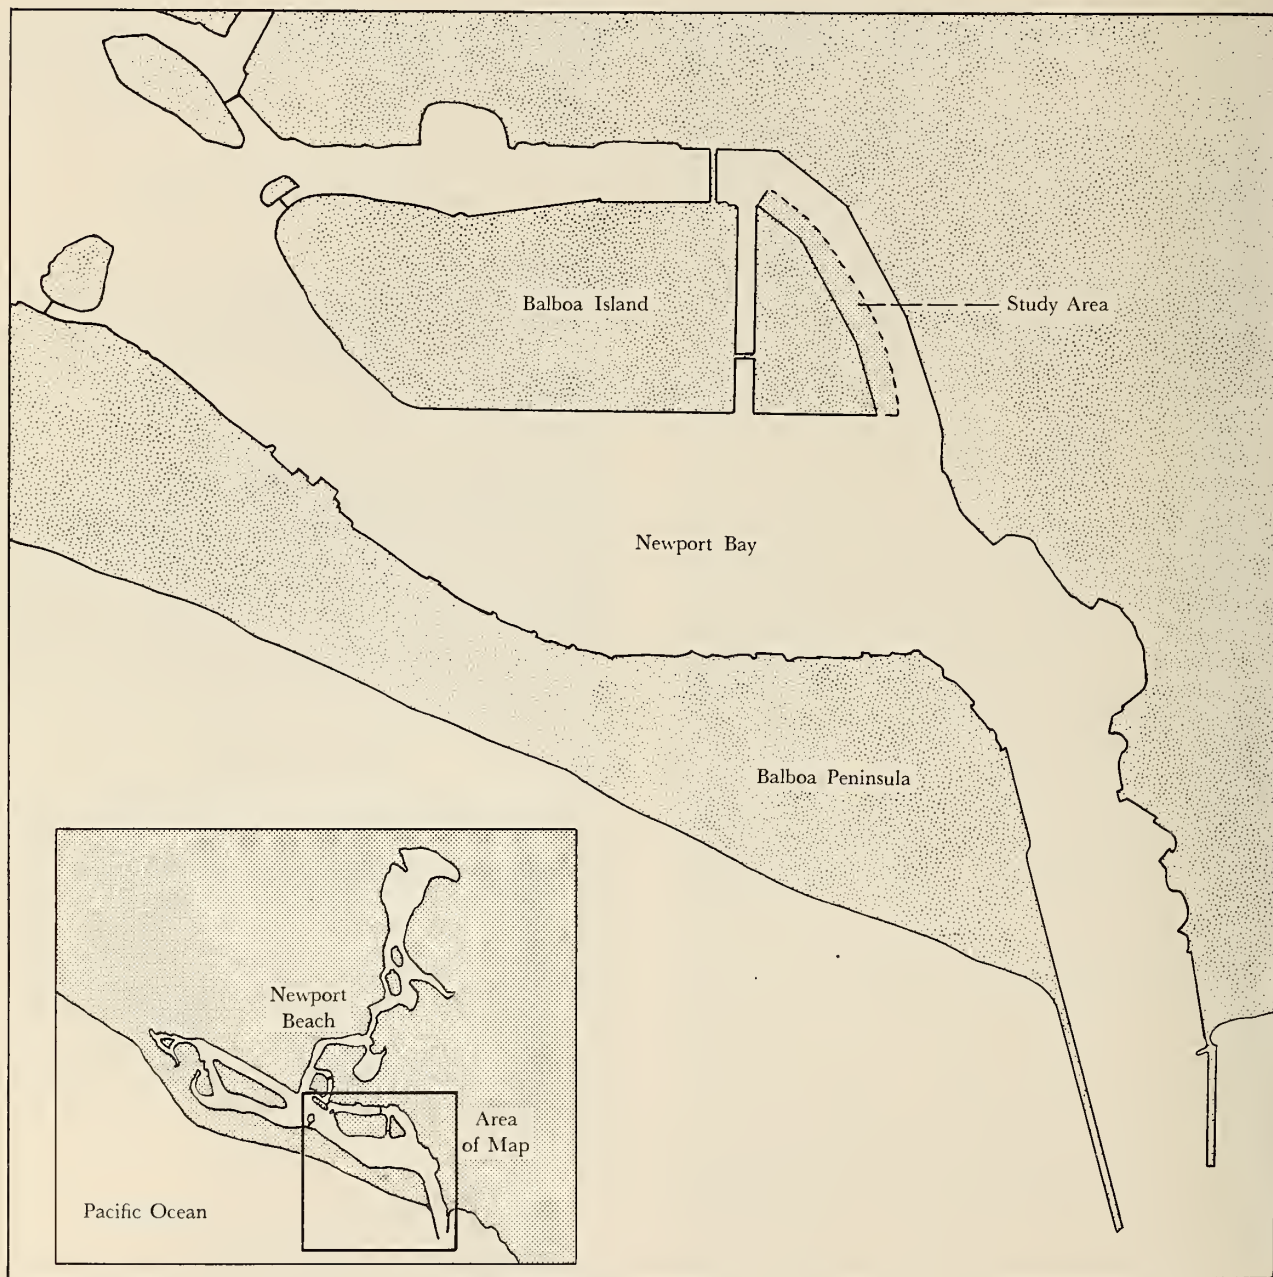 Balboa Island
Study Area
Newport Bay
Balboa Peninsula
Newport
Beach
Area
of Map
Pacific Ocean